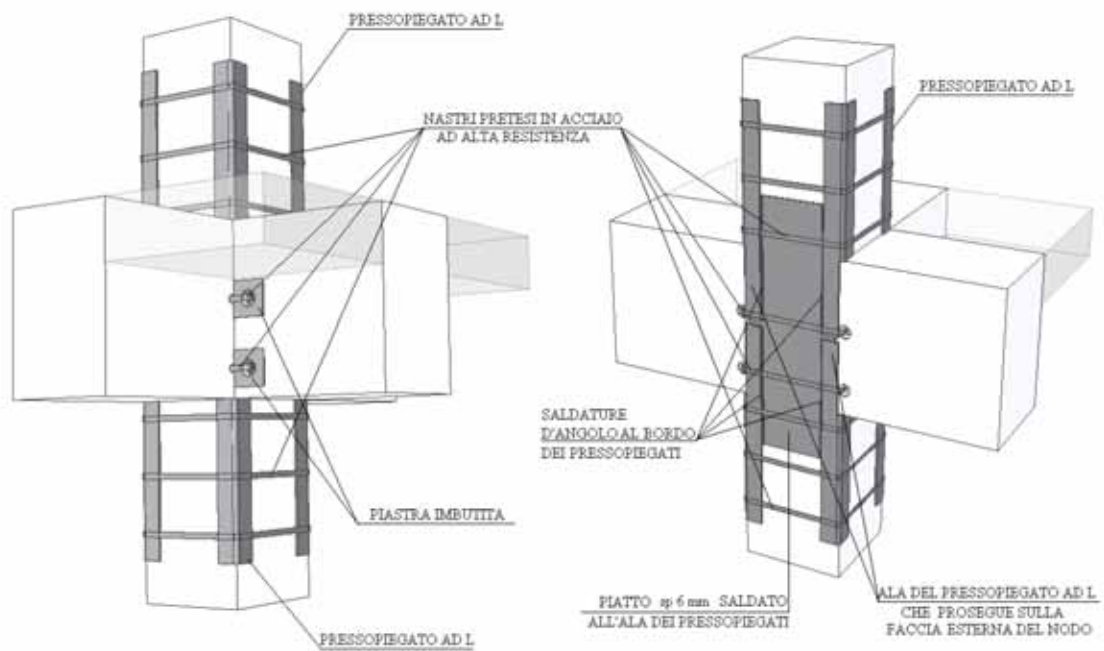 PRESSOPIEGATO AD L
PRESSOPIEGATO AD L
NASTRI PRETESI IN ACCIAIO
AD ALTA RESISTENZA
SALDATURE
D'ANGOLO AL BORDO
DEI PRESSOPIEGATI
PIASTRA IMBUTITA
PIATTO sp 6 mm SALDATO
ALL'ALA DEI PRESSOPIEGATI
ALA DEL PRESSOPIEGATO AD L
CHE PROSEGUE SULLA
FACCIA ESTERNA DEL NODO
PRESSOPIEGATO AD L